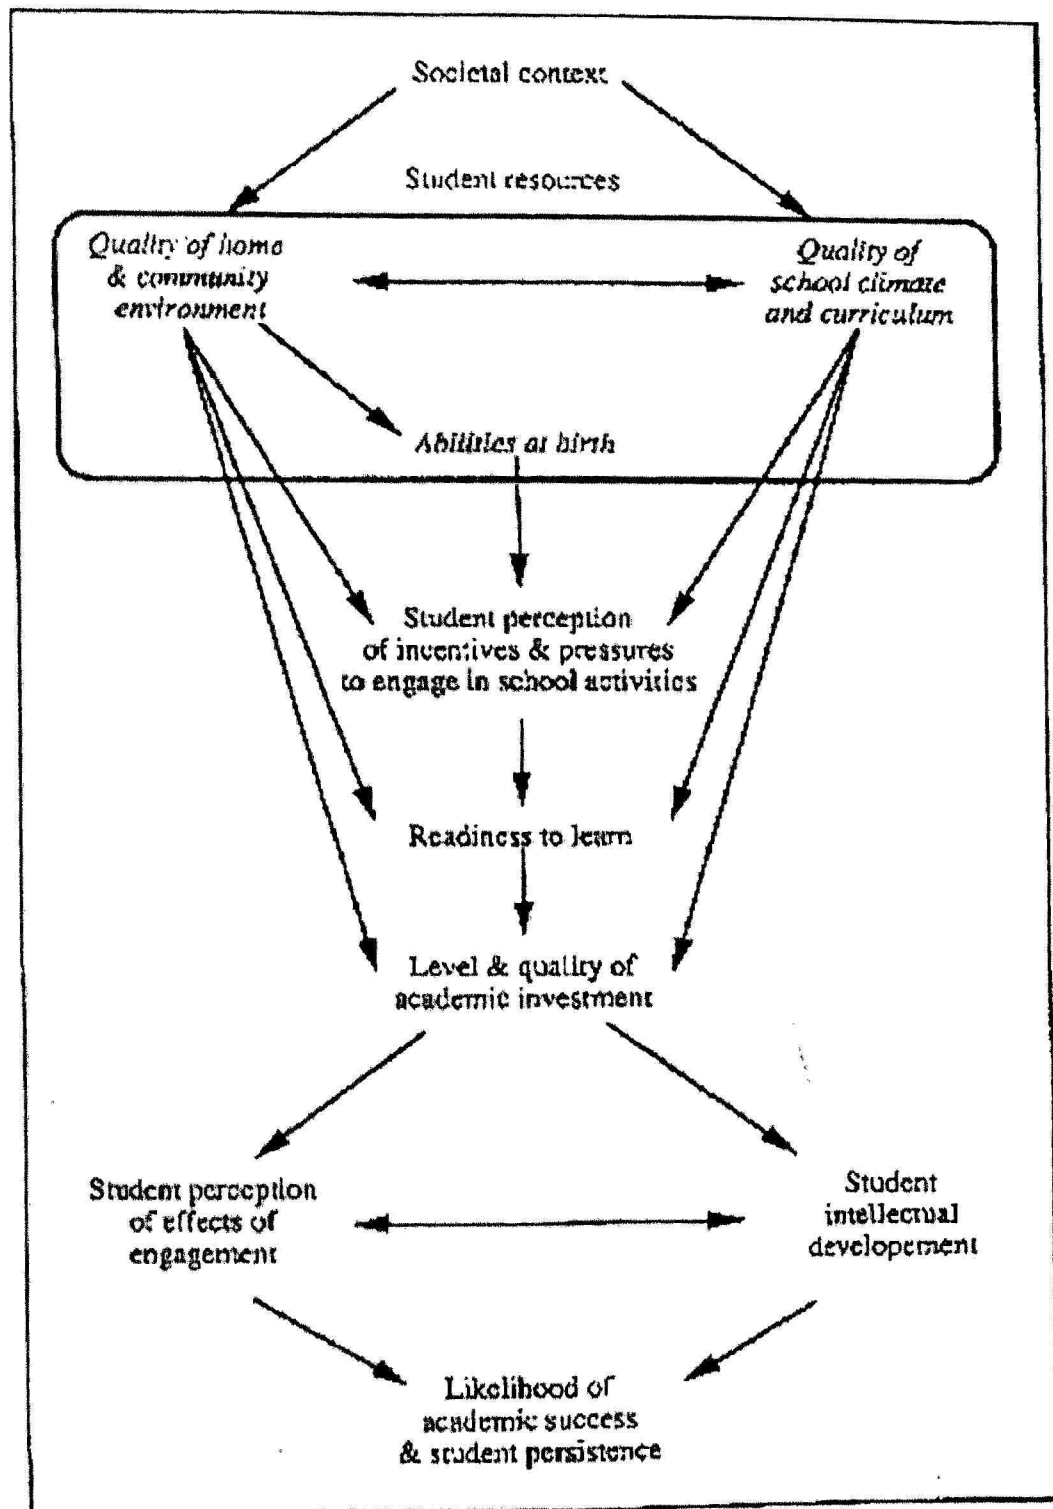 Societal context
Student resources
Quality of home
& community
environment
Quality of
school climate
and curriculum
Abilities at birth
Student perception
of incentives & pressures
to engage in school activities
Readiness to learn
Level & quality of
academic investment
Student perception
of effects of
engagement
Student
intellectual
developement
Likelihood of
academic success
& student persistence